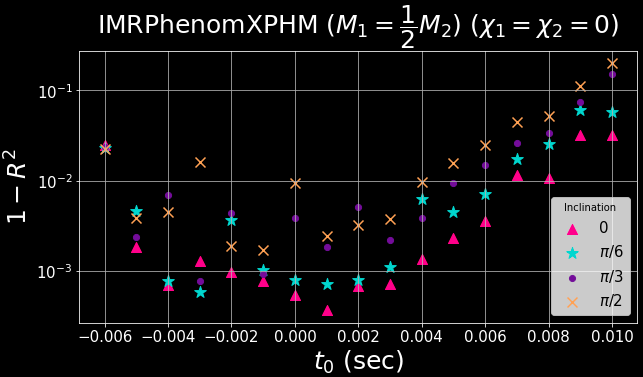 IMRPhenomXPHM (M₁ = 1/2 M₂) (χ₁ = χ₂ = 0)
10⁻¹
10⁻²
10⁻³
1 − R²
Inclination
0
π/6
π/3
π/2
−0.006 −0.004 −0.002 0.000 0.002 0.004 0.006 0.008 0.010
t₀ (sec)